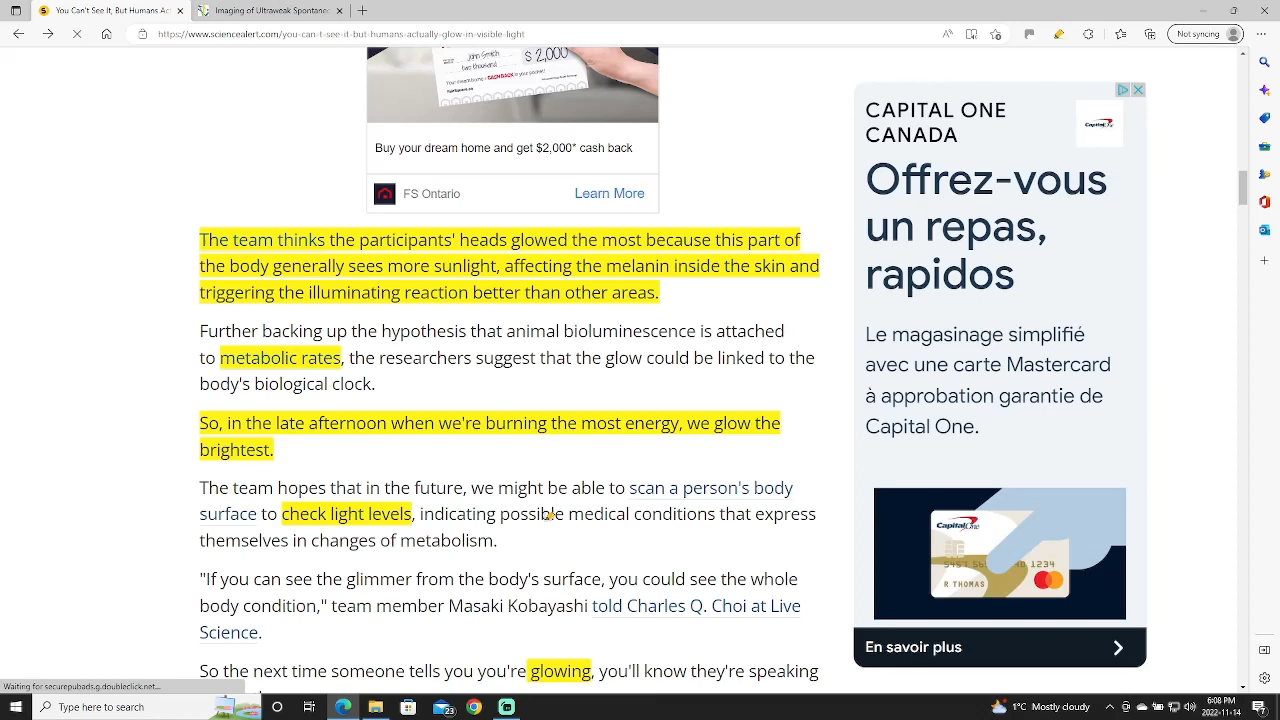 You Can't See It, But Humans Act
Imaging of Ultraweak Spontane
https://www.sciencealert.com/you-can-t-see-it-but-humans-actually-glow-in-visible-light
Not syncing
John Smith
two thousand
$2,000
Buy your dream home and get $2,000* cash back
FS Ontario
Learn More
The team thinks the participants' heads glowed the most because this part of
the body generally sees more sunlight, affecting the melanin inside the skin and
triggering the illuminating reaction better than other areas.
Further backing up the hypothesis that animal bioluminescence is attached
to metabolic rates, the researchers suggest that the glow could be linked to the
body's biological clock.
So, in the late afternoon when we're burning the most energy, we glow the
brightest.
The team hopes that in the future, we might be able to scan a person's body
surface to check light levels, indicating possible medical conditions that express
themselves in changes of metabolism.
"If you can see the glimmer from the body's surface, you could see the whole
body condition," team member Masaki Kobayashi told Charles Q. Choi at Live
Science.
So the next time someone tells you you're glowing, you'll know they're speaking
CAPITAL ONE
CANADA
Capital One
Offrez-vous
un repas,
rapidos
Le magasinage simplifié
avec une carte Mastercard
à approbation garantie de
Capital One.
Capital One
R THOMAS
En savoir plus
Waiting for securepubads.g.doubleclick.net...
Type here to search
1°C Mostly cloudy
6:08 PM
2022-11-14